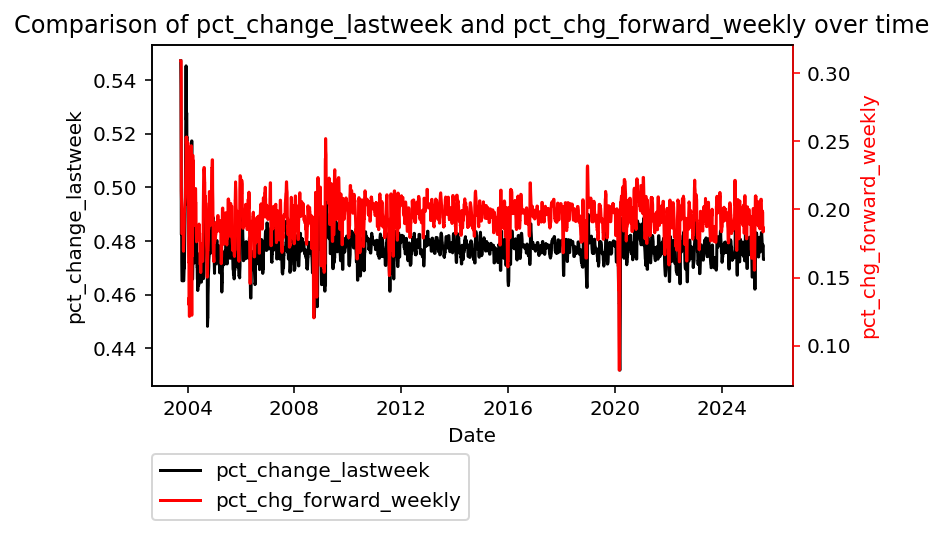 Comparison of pct_change_lastweek and pct_chg_forward_weekly over time
pct_change_lastweek
0.54
0.52
0.50
0.48
0.46
0.44
0.30
0.25
0.20
0.15
0.10
pct_chg_forward_weekly
2004 2008 2012 2016 2020 2024
Date
pct_change_lastweek
pct_chg_forward_weekly